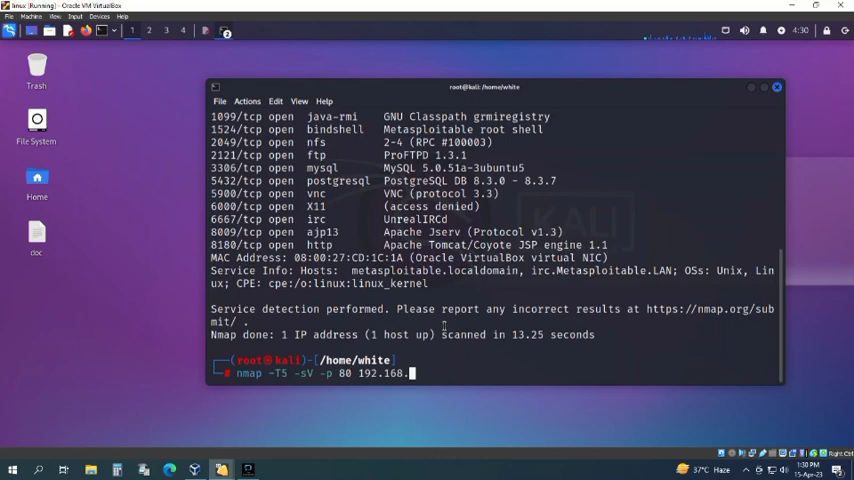 linux [Running] - Oracle VM VirtualBox
File Machine View Input Devices Help
1 2 3 4
2
4:30
Trash
File System
Home
doc
root@kali: /home/white
File Actions Edit View Help
1099/tcp open java-rmi GNU Classpath grmiregistry
1524/tcp open bindshell Metasploitable root shell
2049/tcp open nfs 2-4 (RPC #100003)
2121/tcp open ftp ProFTPD 1.3.1
3306/tcp open mysql MySQL 5.0.51a-3ubuntu5
5432/tcp open postgresql PostgreSQL DB 8.3.0 - 8.3.7
5900/tcp open vnc VNC (protocol 3.3)
6000/tcp open X11 (access denied)
6667/tcp open irc UnrealIRCd
8009/tcp open ajp13 Apache Jserv (Protocol v1.3)
8180/tcp open http Apache Tomcat/Coyote JSP engine 1.1
MAC Address: 08:00:27:CD:1C:1A (Oracle VirtualBox virtual NIC)
Service Info: Hosts: metasploitable.localdomain, irc.Metasploitable.LAN; OSs: Unix, Lin
ux; CPE: cpe:/o:linux:linux_kernel
Service detection performed. Please report any incorrect results at https://nmap.org/sub
mit/ .
Nmap done: 1 IP address (1 host up) scanned in 13.25 seconds
┌──(root㉿kali)-[/home/white]
└─# nmap -T5 -sV -p 80 192.168.
KALI
Right Ctrl
37°C Haze
1:30 PM
15-Apr-23
2